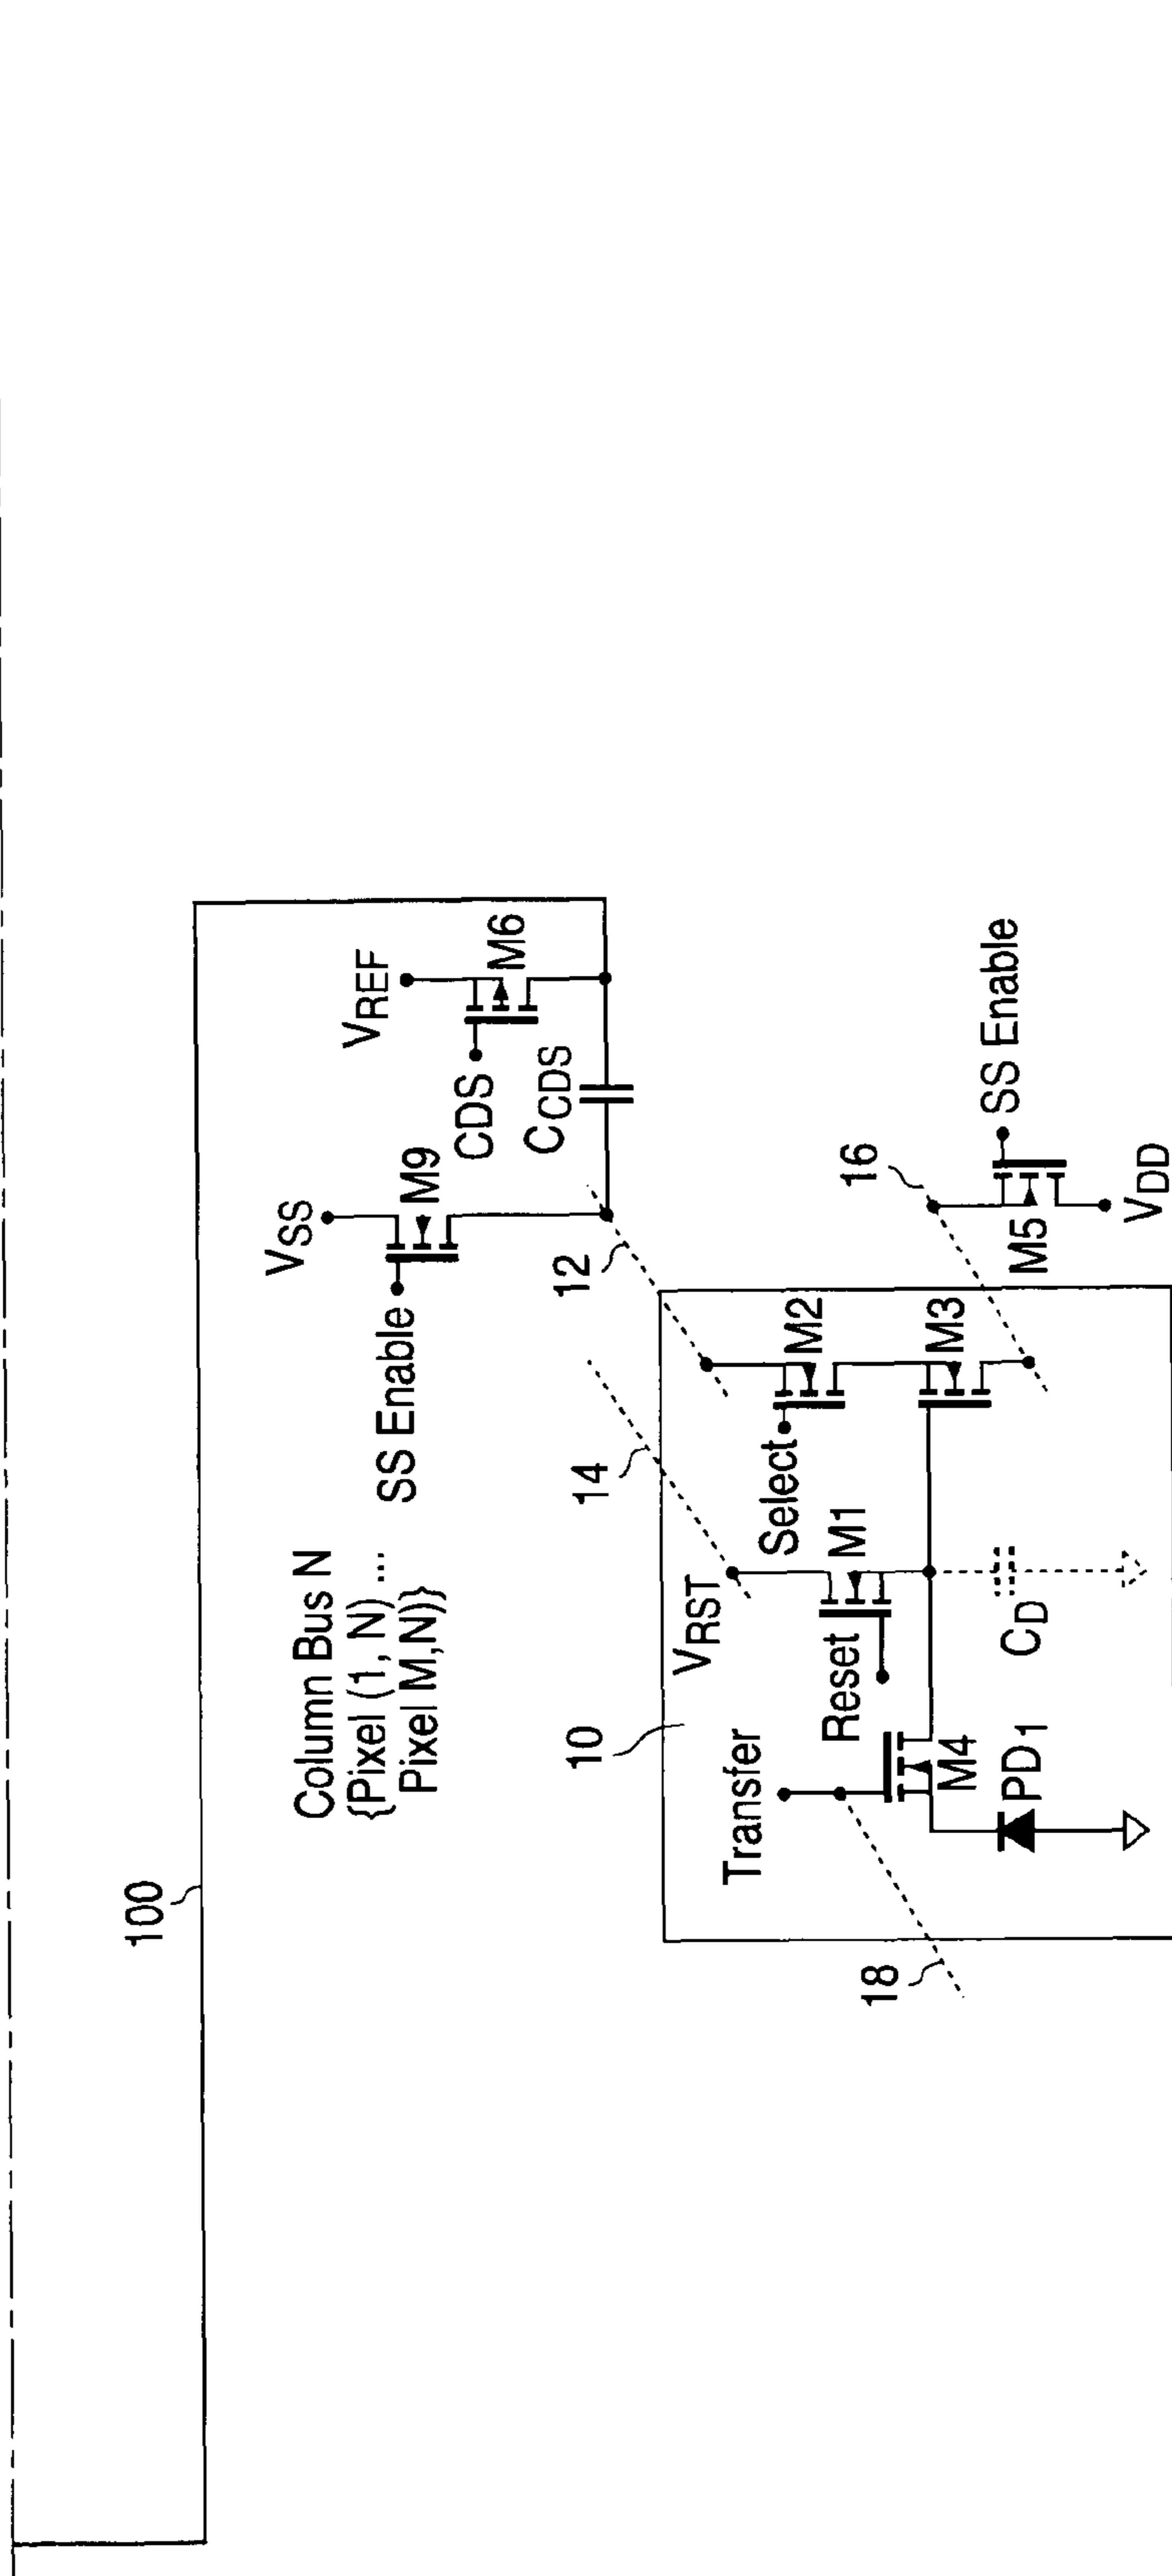 100
Column Bus N
{Pixel (1, N) ...
Pixel M,N)}
VSS
SS Enable
M9
VREF
CDS
M6
CCDS
12
14
10
VRST
Transfer
Reset
M1
Select
M2
M3
M4
PD1
CD
18
16
SS Enable
M5
VDD